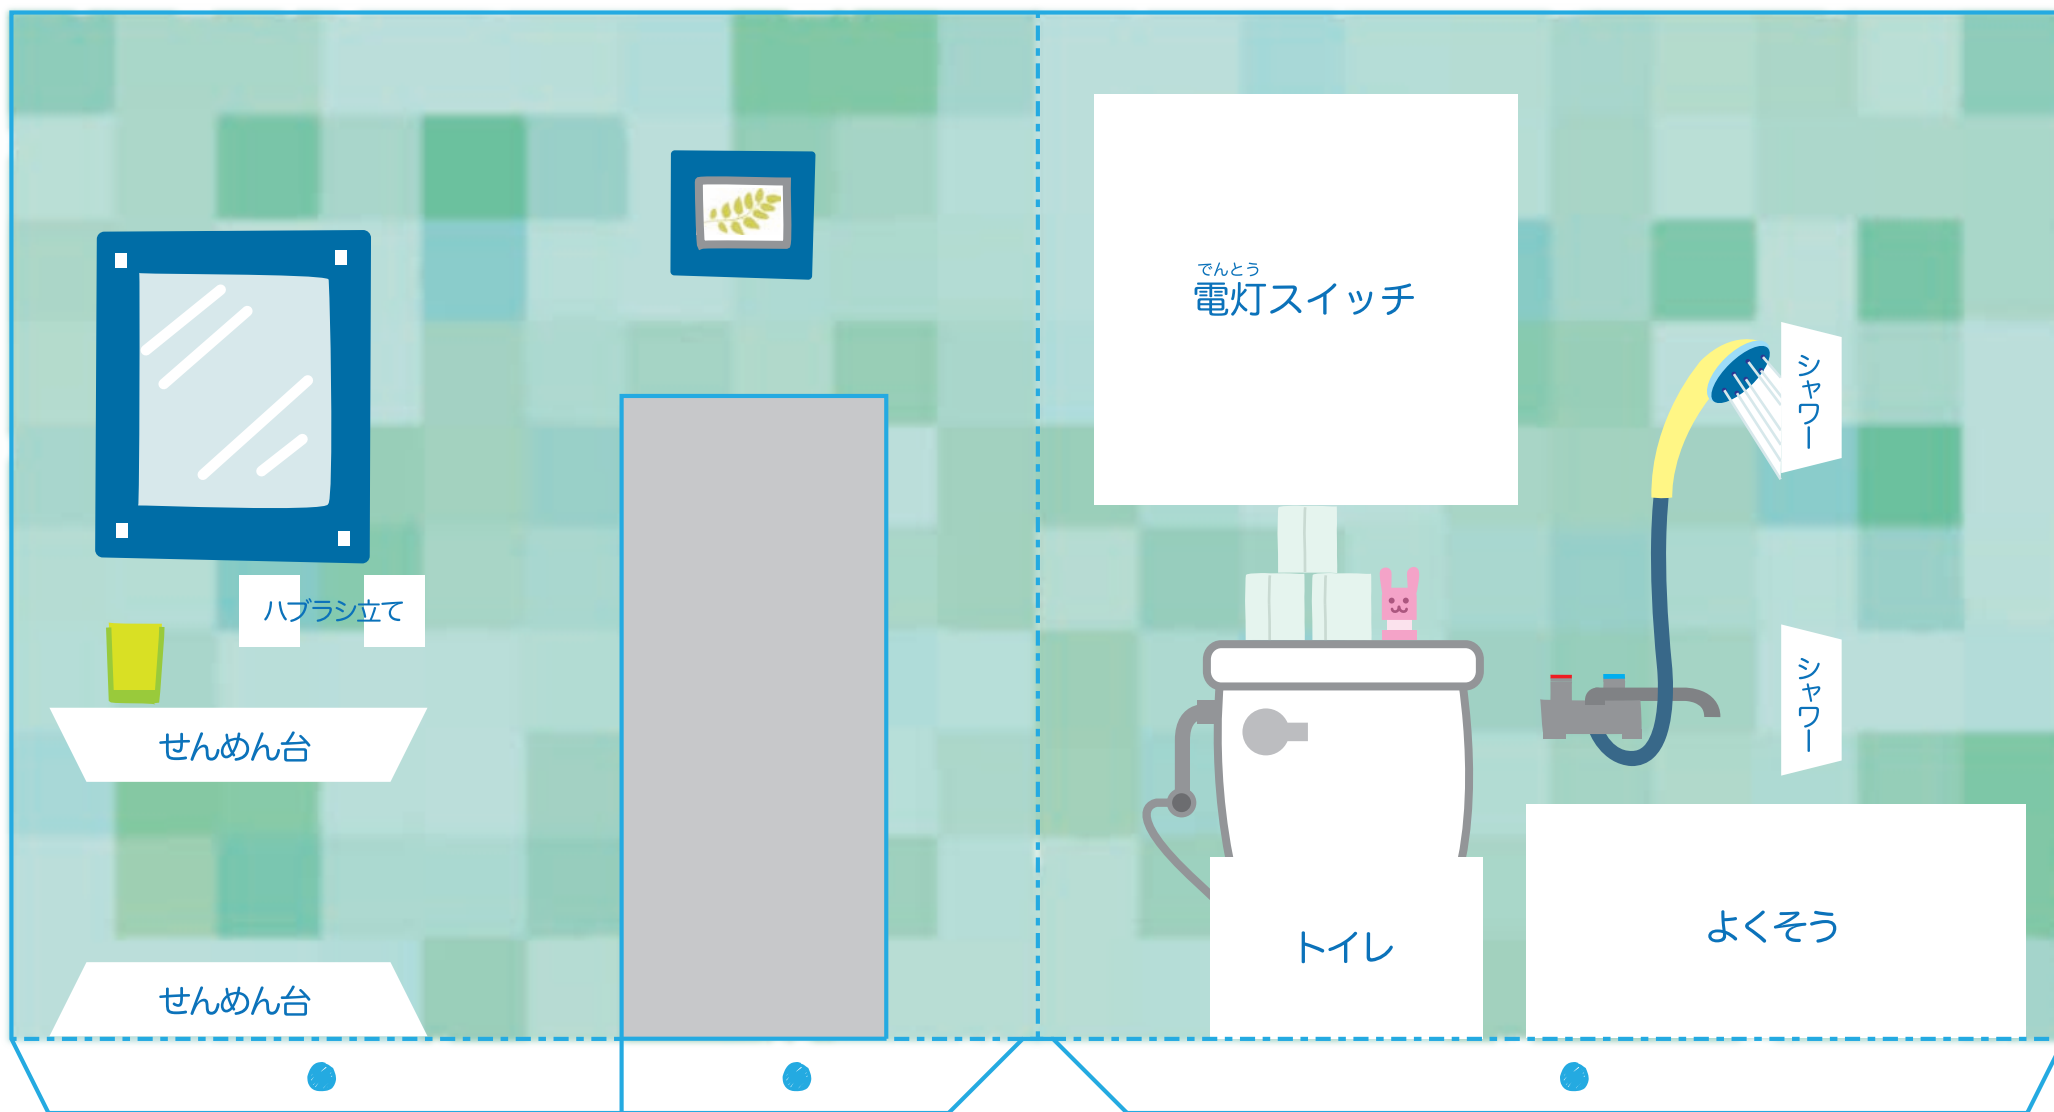 でんとう
電灯スイッチ
シャワー
ハブラシ立て
せんめん台
シャワー
よくそう
トイレ
せんめん台